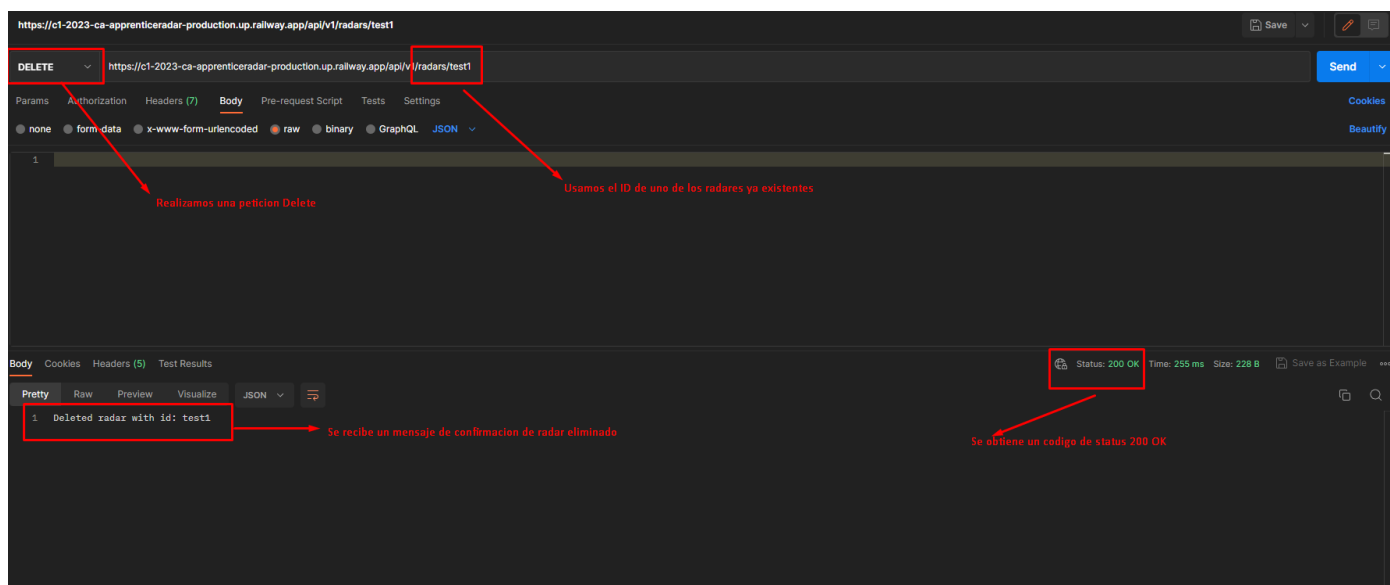 https://c1-2023-ca-apprenticeradar-production.up.railway.app/api/v1/radars/test1
Save
DELETE https://c1-2023-ca-apprenticeradar-production.up.railway.app/api/v1/radars/test1 Send
Params Authorization Headers (7) Body Pre-request Script Tests Settings Cookies
none form-data x-www-form-urlencoded raw binary GraphQL JSON Beautify
1
Usamos el ID de uno de los radares ya existentes
Realizamos una peticion Delete
Body Cookies Headers (5) Test Results Status: 200 OK Time: 255 ms Size: 228 B Save as Example
Pretty Raw Preview Visualize JSON
1 Deleted radar with id: test1
Se recibe un mensaje de confirmacion de radar eliminado
Se obtiene un codigo de status 200 OK